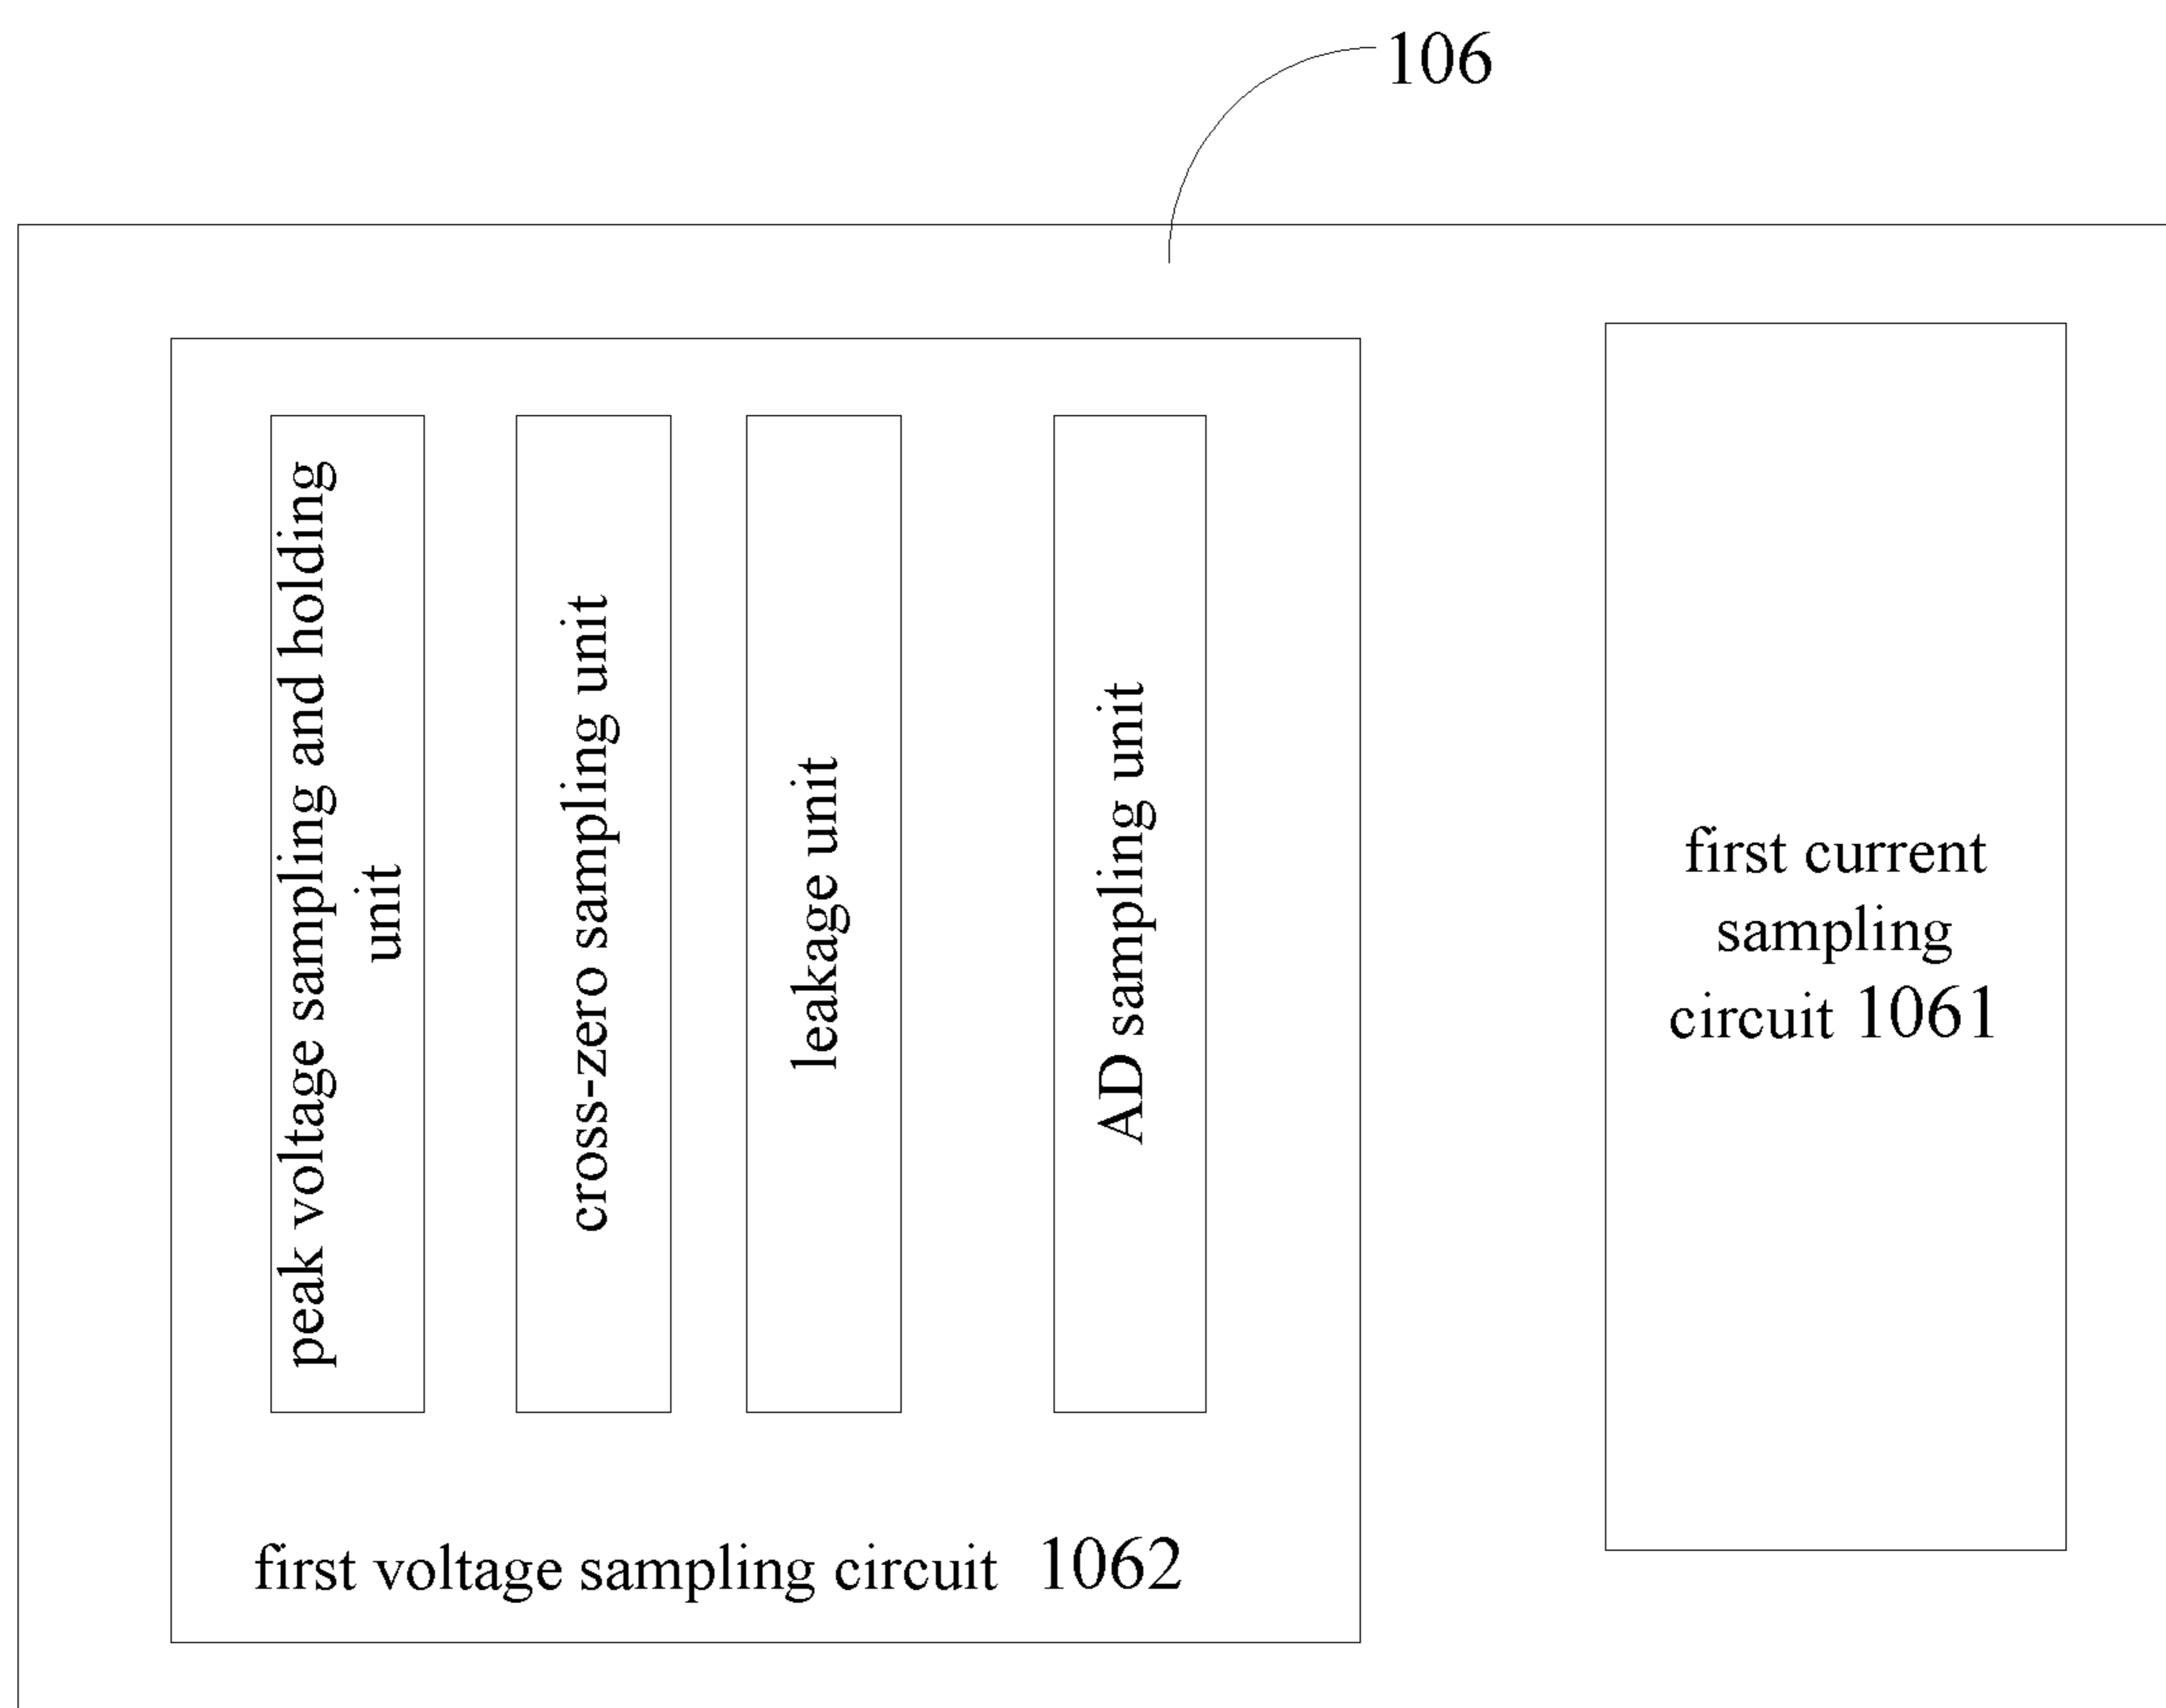 106
peak voltage sampling and holding
unit
cross-zero sampling unit
leakage unit
AD sampling unit
first voltage sampling circuit 1062
first current
sampling
circuit 1061